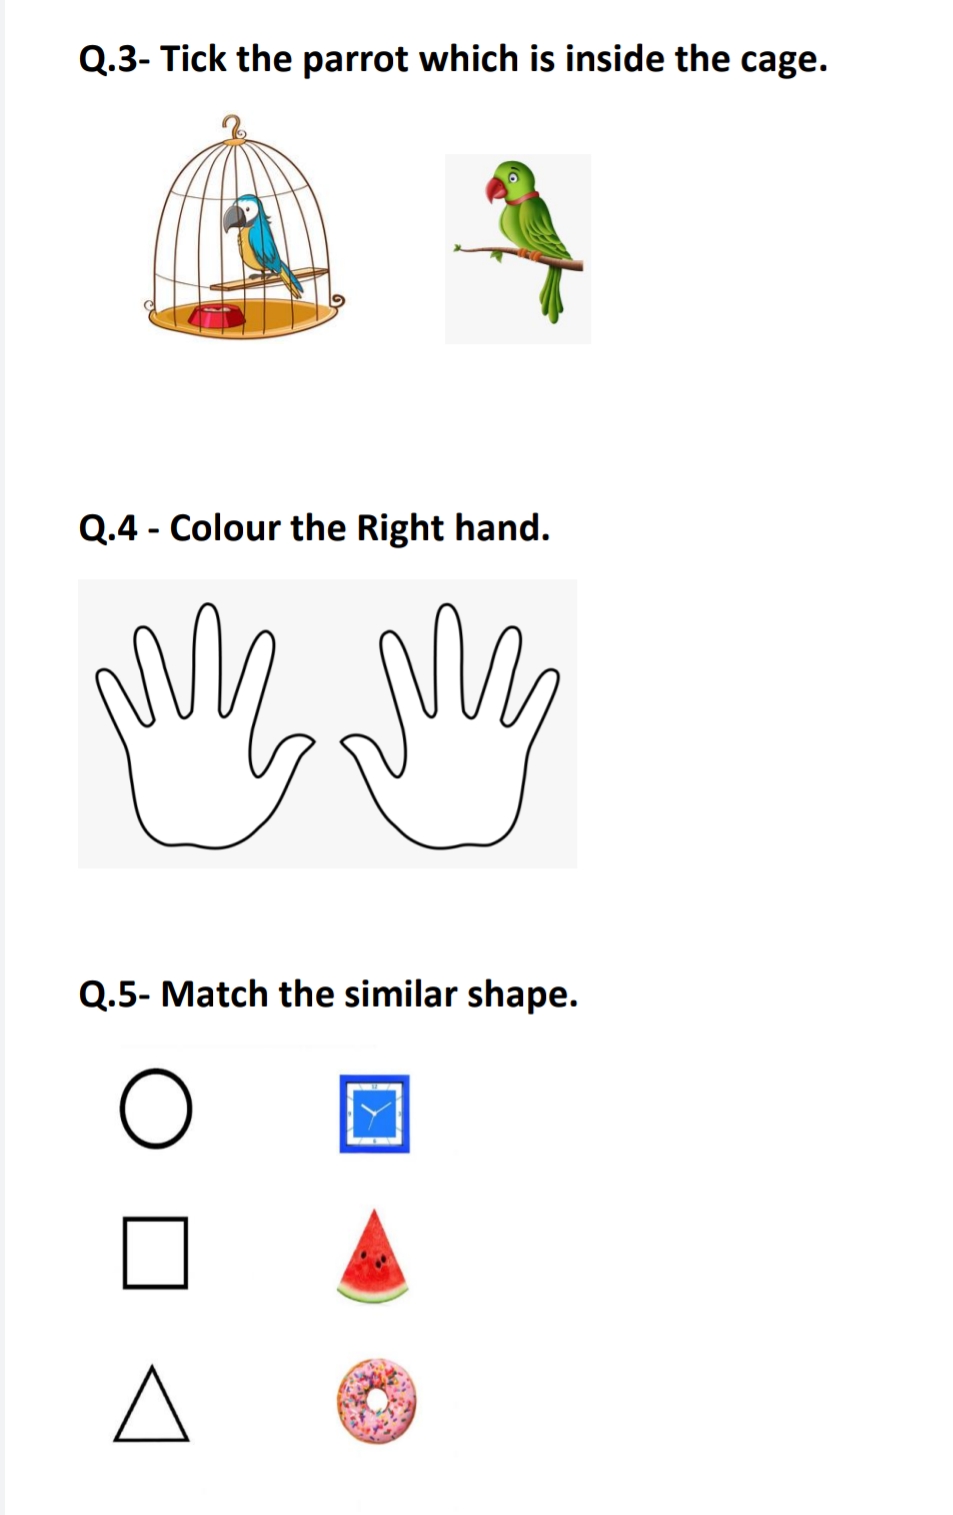 Q.3- Tick the parrot which is inside the cage.
Q.4 - Colour the Right hand.
Q.5- Match the similar shape.